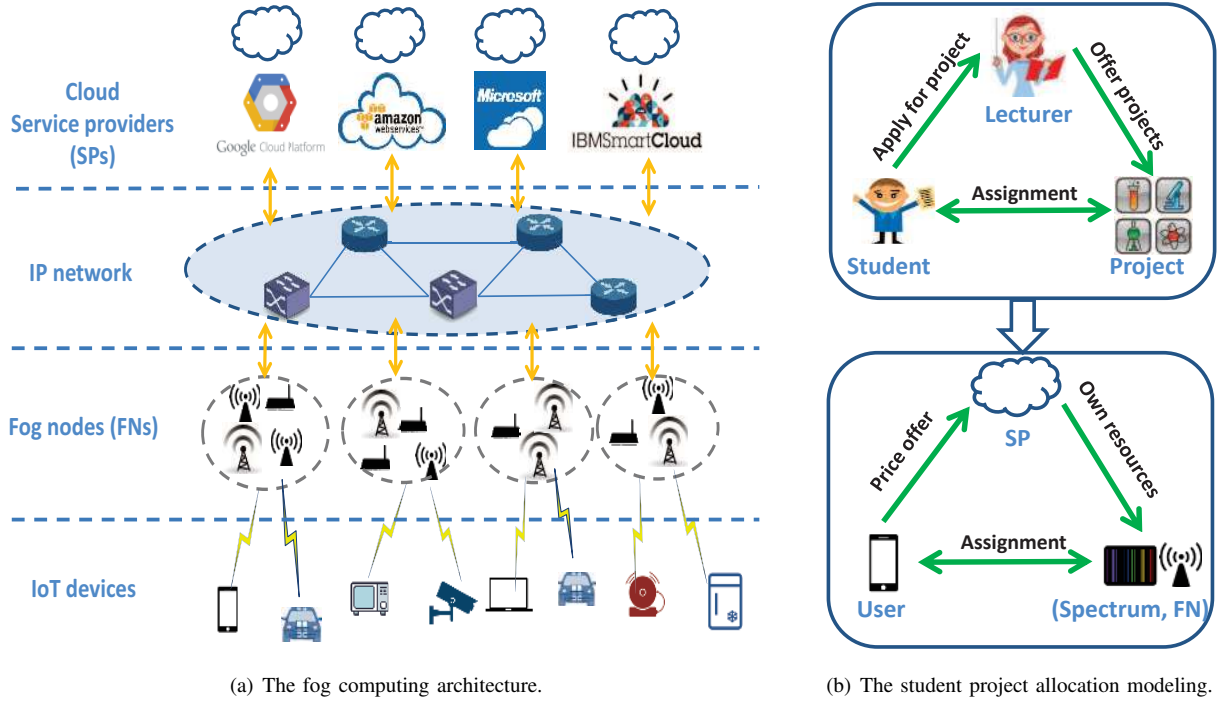 Cloud
Service providers
(SPs)
Google Cloud Platform
amazon
webservices™
Microsoft®
IBMSmartCloud
IP network
Fog nodes (FNs)
IoT devices
(a) The fog computing architecture.
Apply for project
Lecturer
Offer projects
Assignment
Student
Project
SP
Price offer
Own resources
Assignment
User
(Spectrum, FN)
(b) The student project allocation modeling.